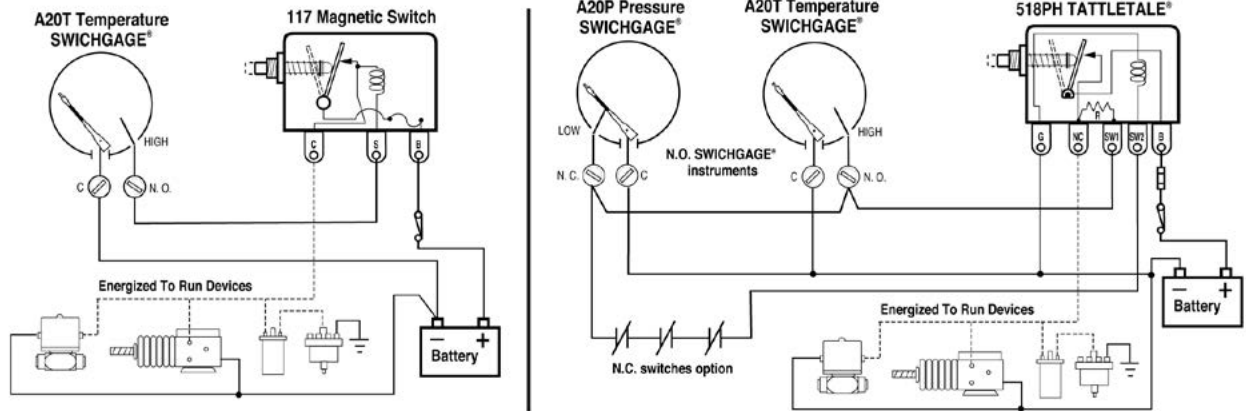 A20T Temperature
SWICHGAGE®
117 Magnetic Switch
HIGH
C
N.O.
C
S
B
Energized To Run Devices
− +
Battery
A20P Pressure
SWICHGAGE®
A20T Temperature
SWICHGAGE®
518PH TATTLETALE®
LOW
HIGH
N.C.
C
N.O. SWICHGAGE®
instruments
C
N.O.
R
G
NC
SW1
SW2
B
N.C. switches option
Energized To Run Devices
− +
Battery